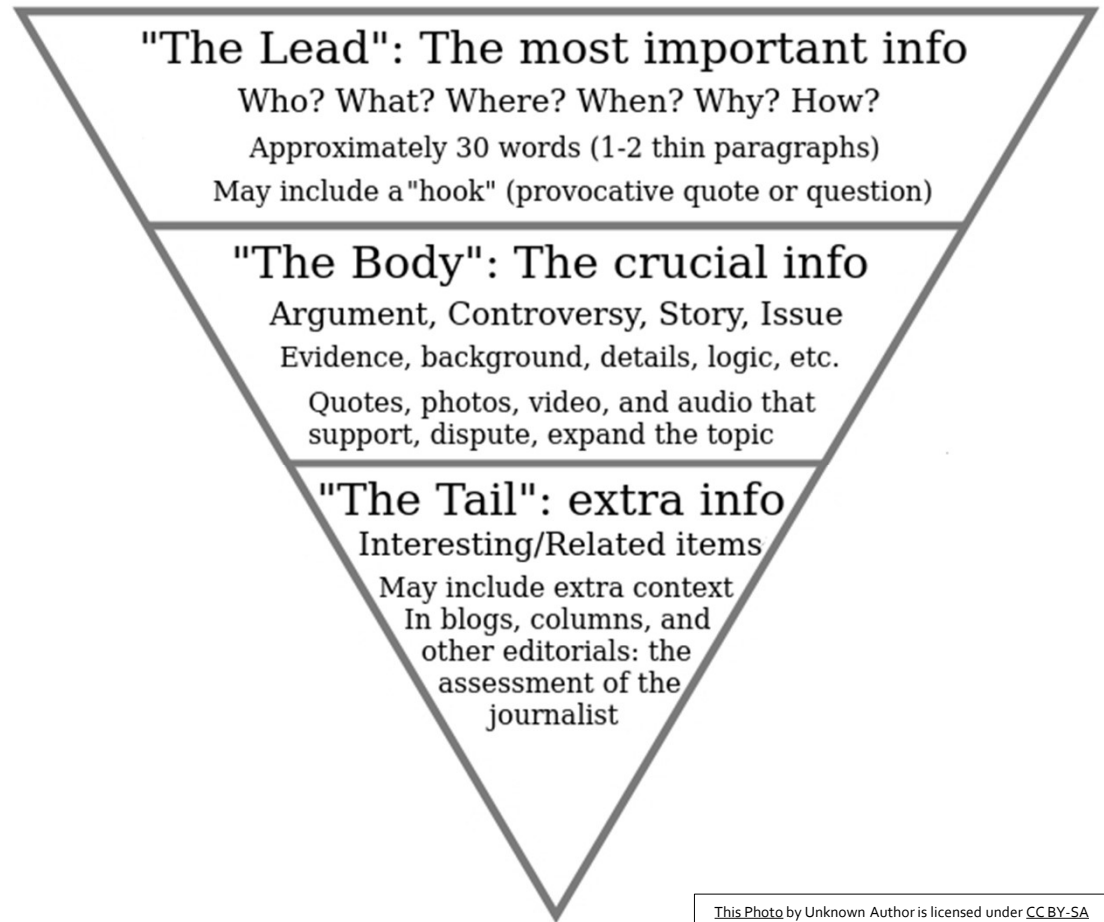 "The Lead": The most important info
Who? What? Where? When? Why? How?
Approximately 30 words (1-2 thin paragraphs)
May include a "hook" (provocative quote or question)
"The Body": The crucial info
Argument, Controversy, Story, Issue
Evidence, background, details, logic, etc.
Quotes, photos, video, and audio that
support, dispute, expand the topic
"The Tail": extra info
Interesting/Related items
May include extra context
In blogs, columns, and
other editorials: the
assessment of the
journalist
This Photo by Unknown Author is licensed under CC BY-SA